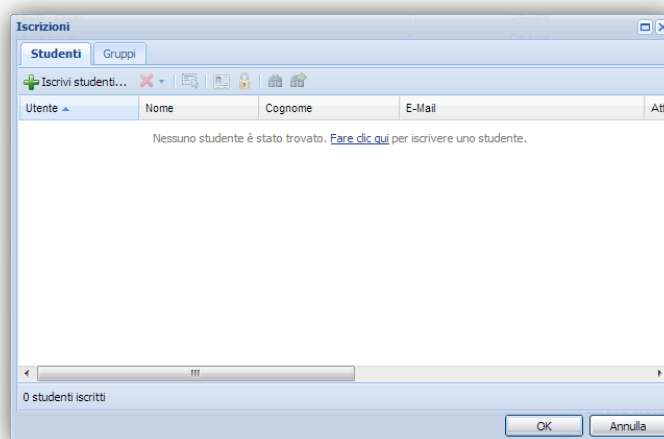 Iscrizioni
Studenti Gruppi
Iscrivi studenti...
Utente Nome Cognome E-Mail
Nessuno studente è stato trovato. Fare clic qui per iscrivere uno studente.
0 studenti iscritti
OK Annulla